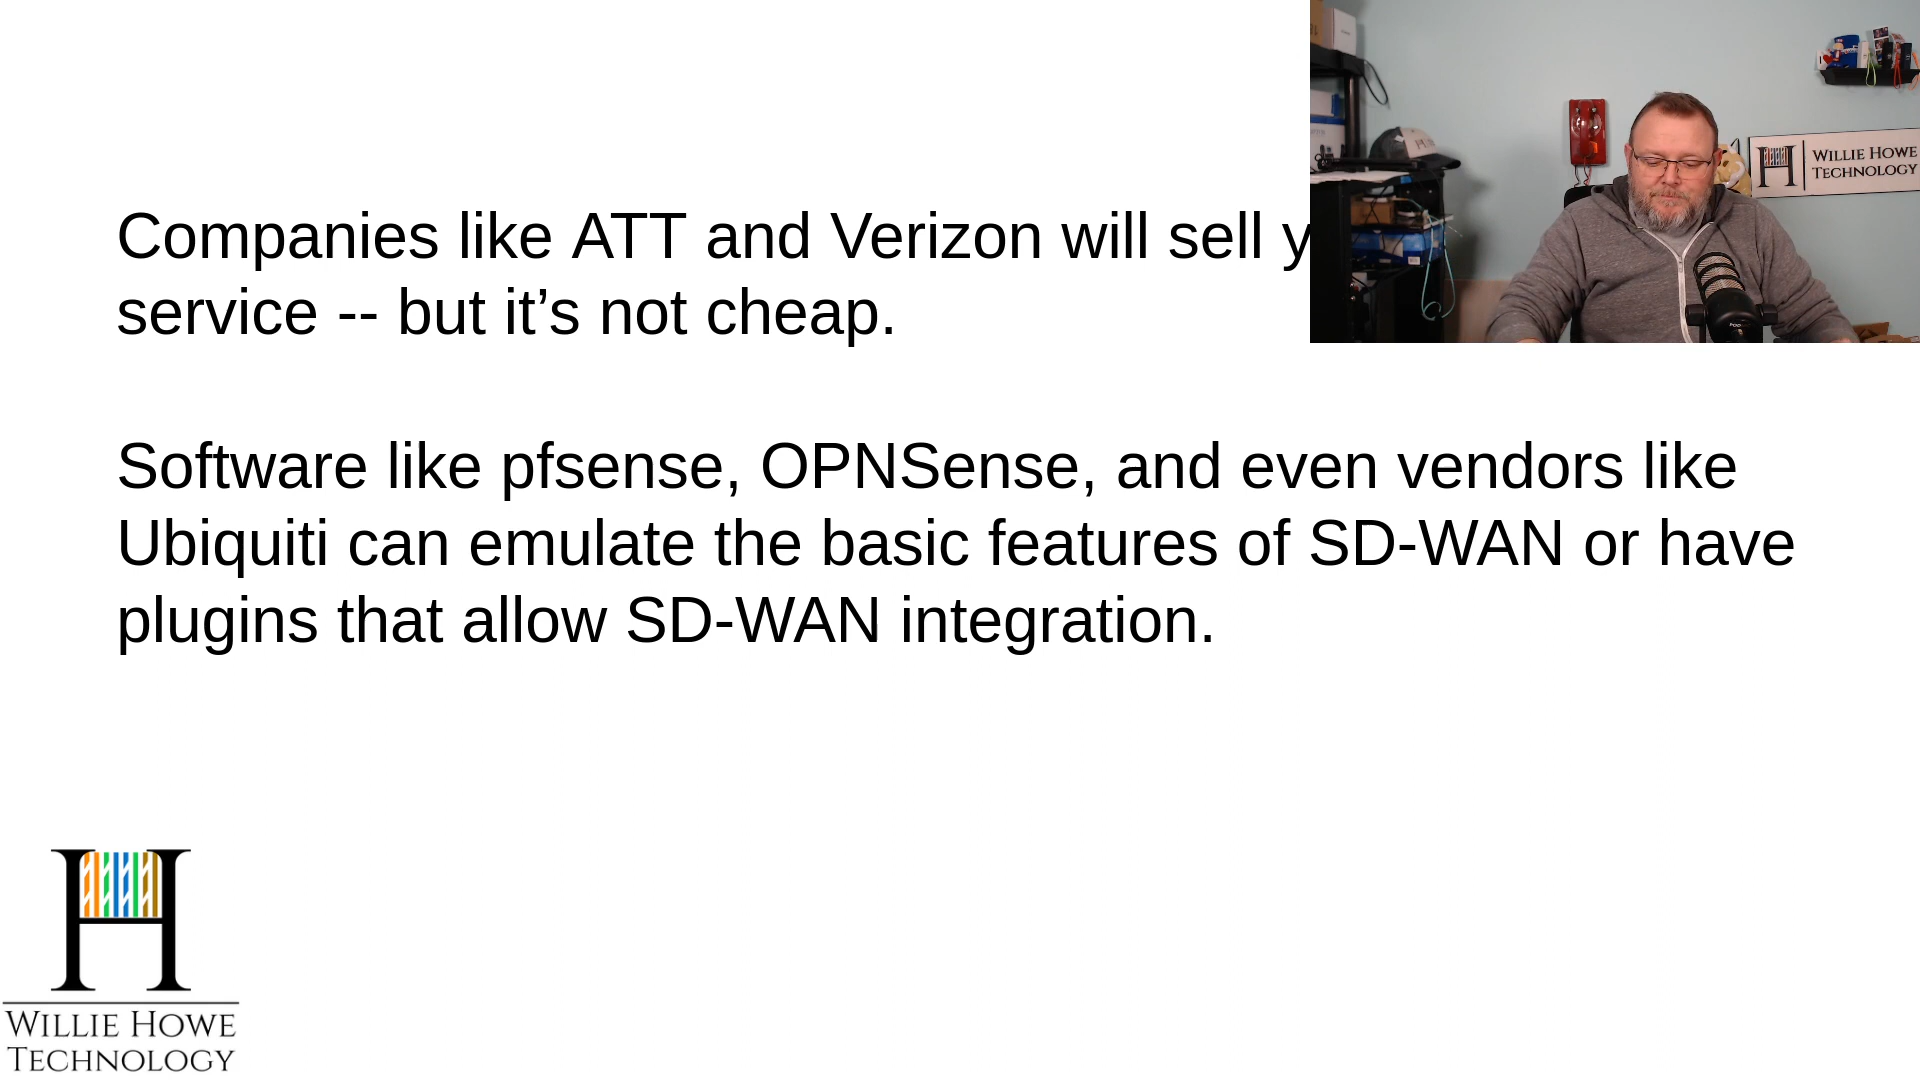 Companies like ATT and Verizon will sell
service -- but it’s not cheap.
Software like pfsense, OPNSense, and even vendors like
Ubiquiti can emulate the basic features of SD-WAN or have
plugins that allow SD-WAN integration.
WILLIE HOWE
TECHNOLOGY
WILLIE HOWE
TECHNOLOGY